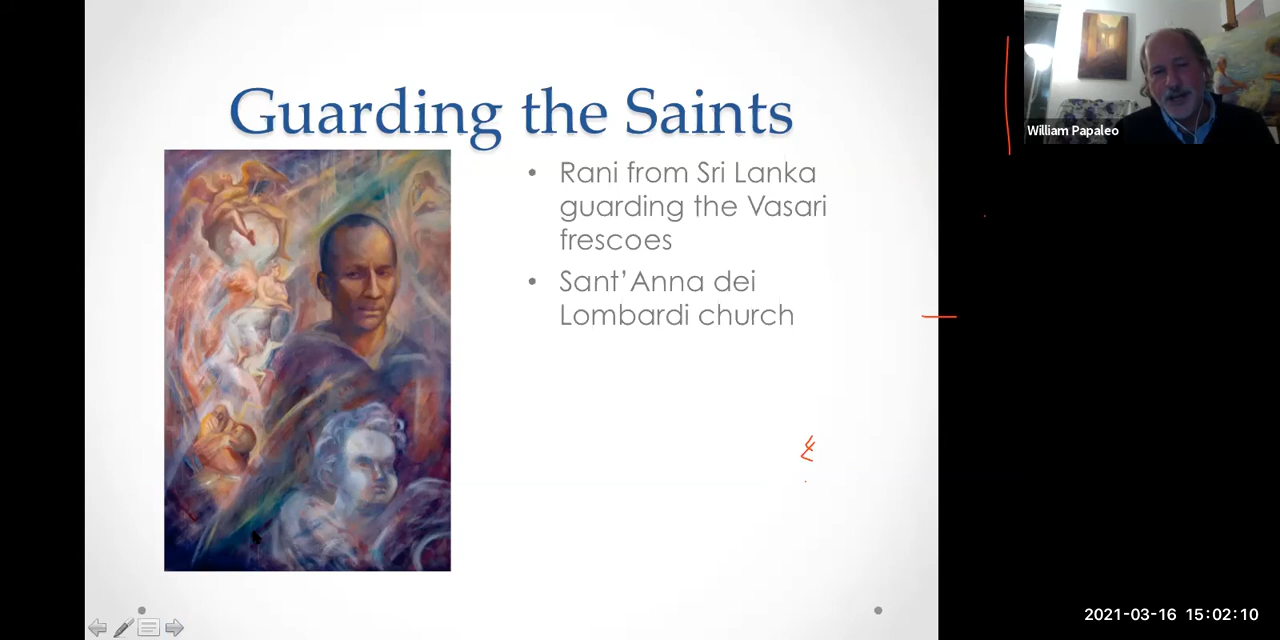 Guarding the Saints
• Rani from Sri Lanka
guarding the Vasari
frescoes
• Sant’Anna dei
Lombardi church
William Papaleo
2021-03-16 15:02:10